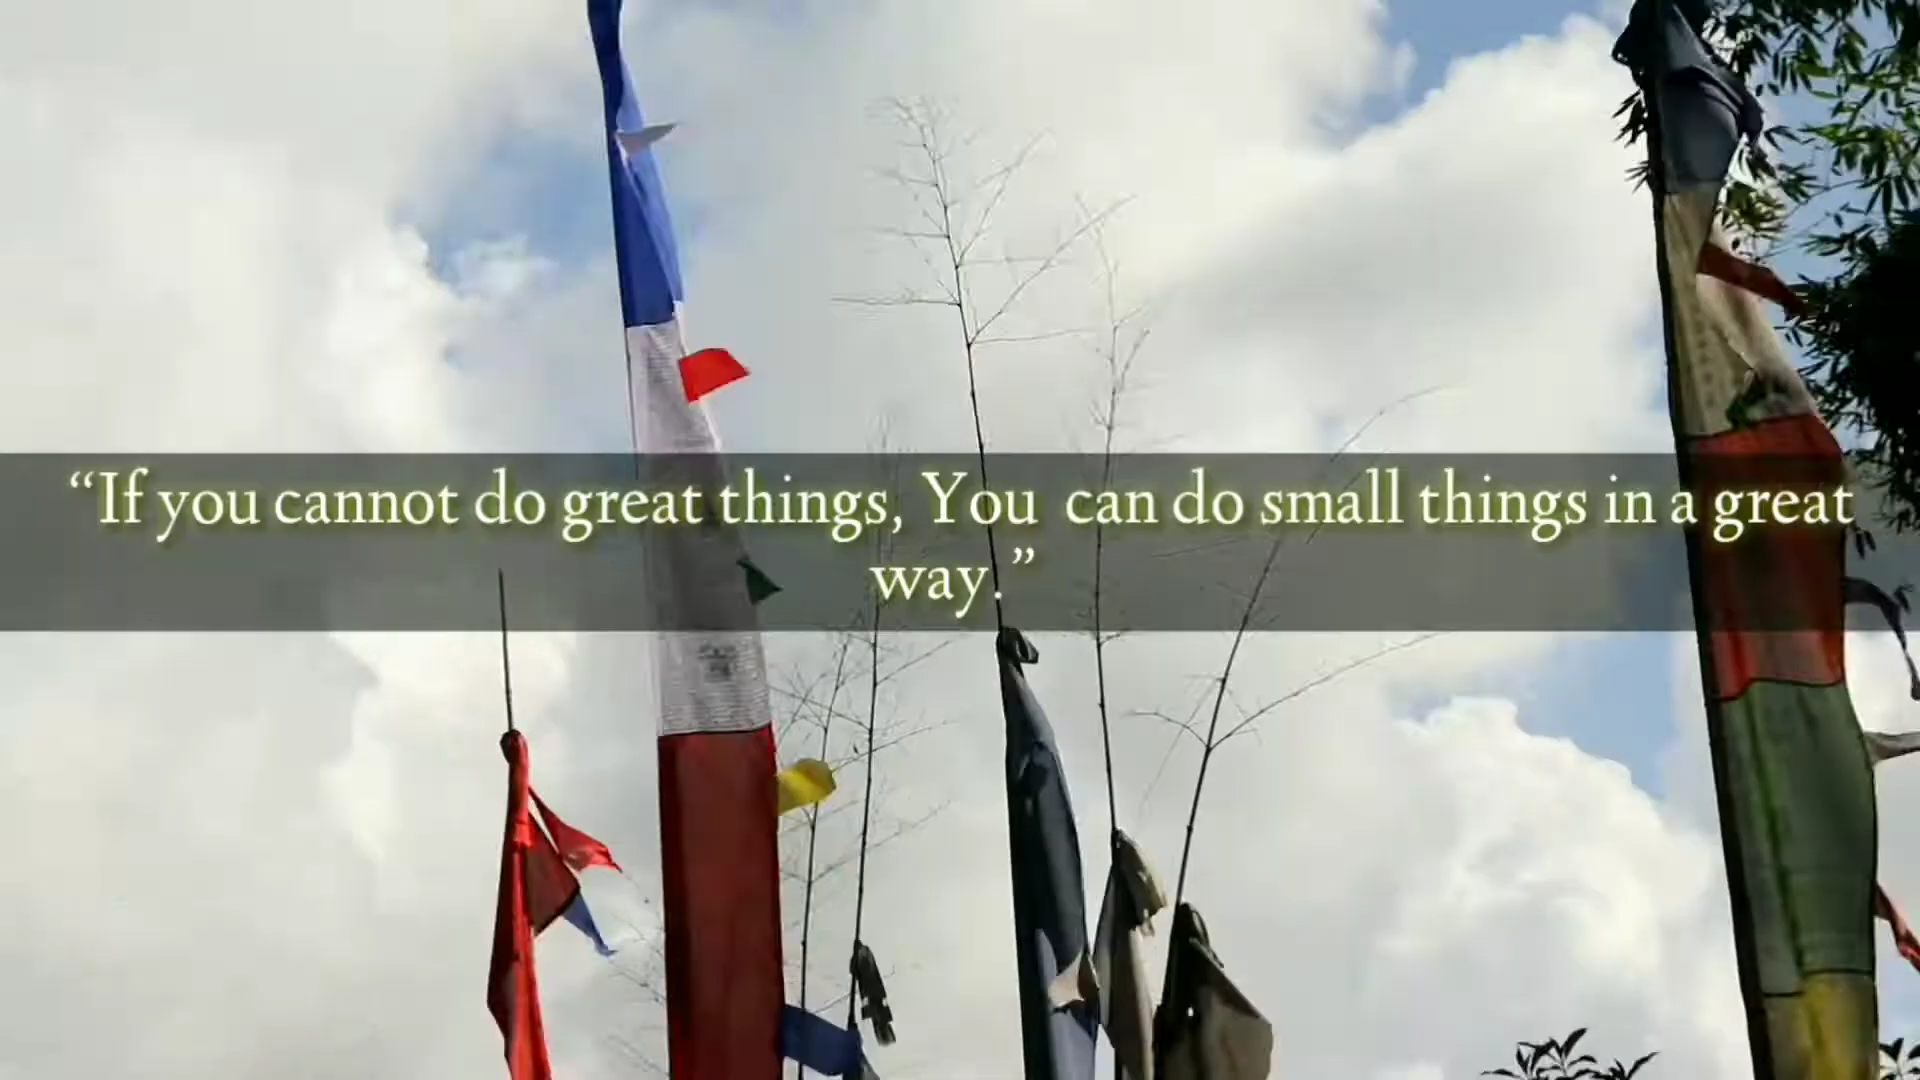 “If you cannot do great things, You  can do small things in a great
way.”